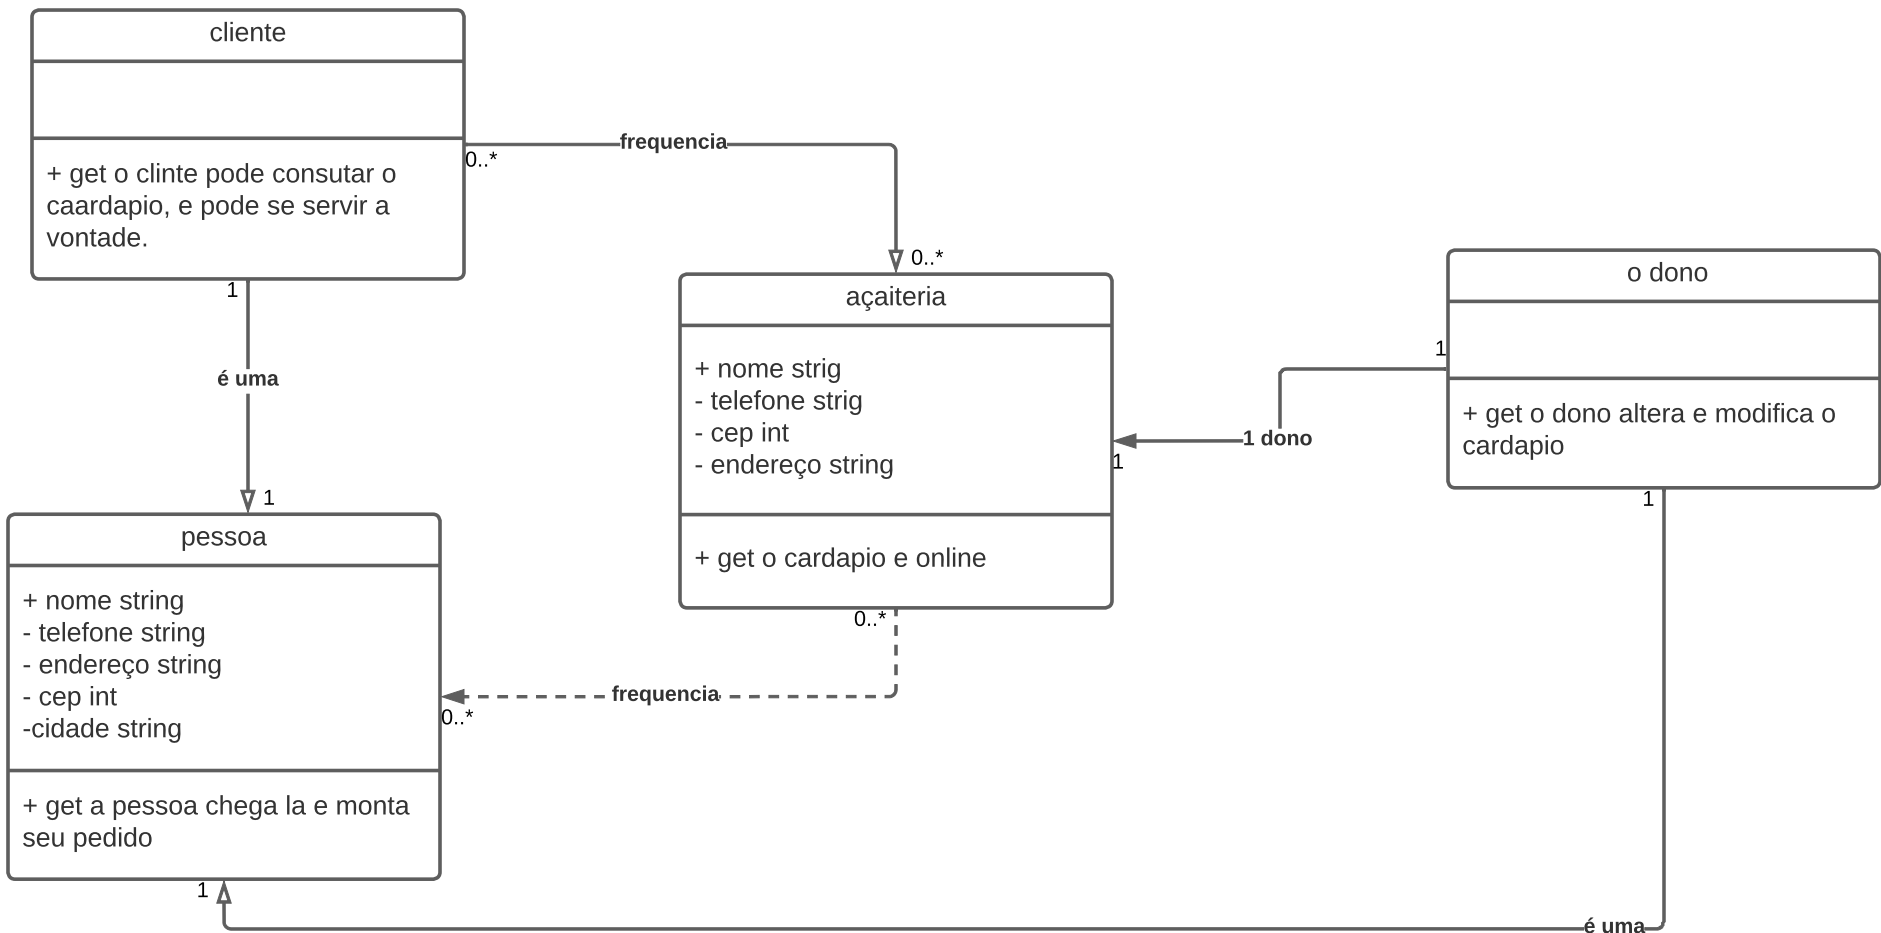 cliente
+ get o clinte pode consutar o
caardapio, e pode se servir a
vontade.
0..*
frequencia
0..*
1
é uma
1
açaiteria
+ nome strig
- telefone strig
- cep int
- endereço string
+ get o cardapio e online
o dono
+ get o dono altera e modifica o
cardapio
1
1 dono
1
1
pessoa
+ nome string
- telefone string
- endereço string
- cep int
-cidade string
+ get a pessoa chega la e monta
seu pedido
0..*
frequencia
0..*
1
é uma